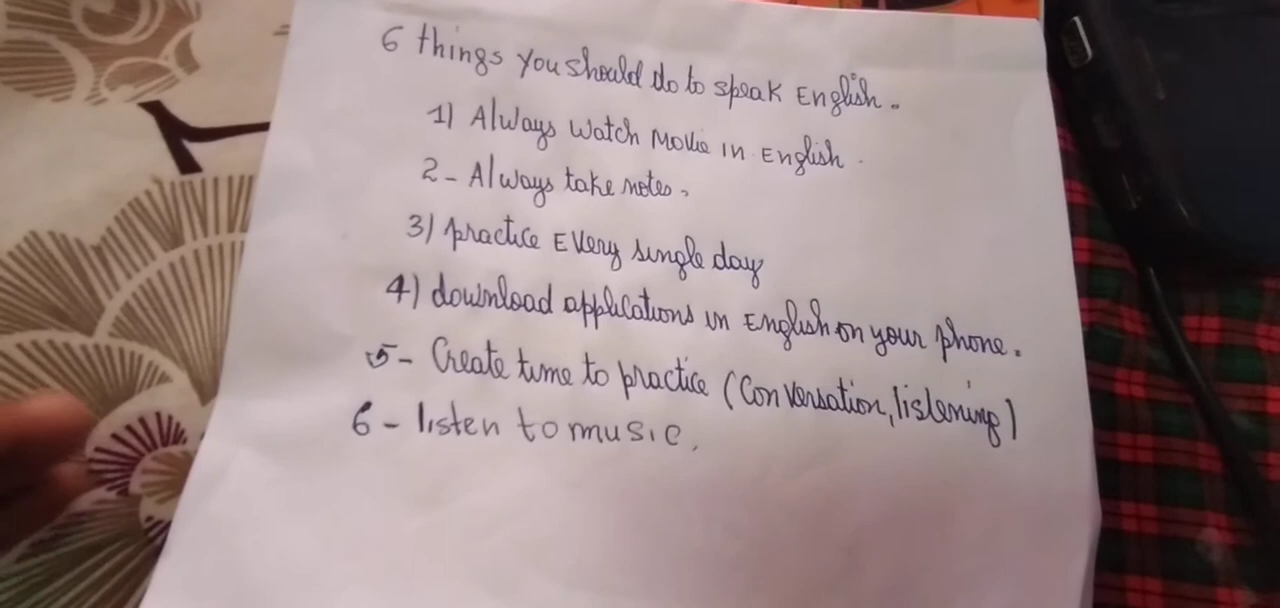 6 things you should do to speak English.
1) Always watch Movie in English.
2- Always take notes.
3) practice Every single day
4) download applications in English on your phone.
5- Create time to practice (Conversation, listening)
6- listen to music.